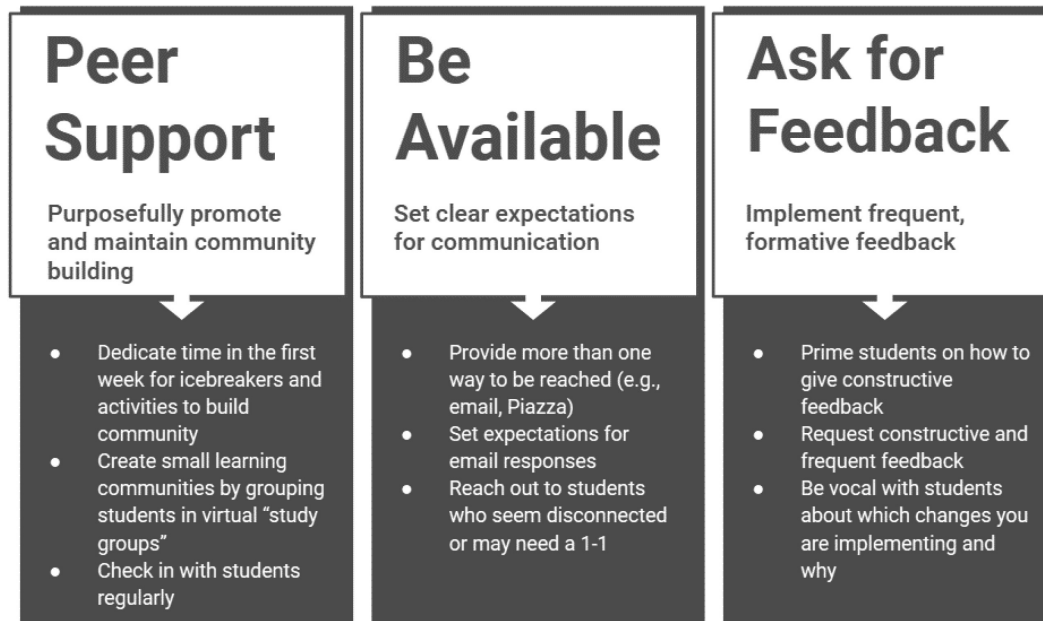 Peer
Support
Purposefully promote
and maintain community
building
● Dedicate time in the first
week for icebreakers and
activities to build
community
● Create small learning
communities by grouping
students in virtual “study
groups”
● Check in with students
regularly
Be
Available
Set clear expectations
for communication
● Provide more than one
way to be reached (e.g.,
email, Piazza)
● Set expectations for
email responses
● Reach out to students
who seem disconnected
or may need a 1-1
Ask for
Feedback
Implement frequent,
formative feedback
● Prime students on how to
give constructive
feedback
● Request constructive and
frequent feedback
● Be vocal with students
about which changes you
are implementing and
why